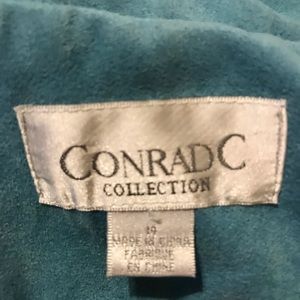 CONRAD C
COLLECTION
MADE IN CHINA
FABRIQUE
EN CHINE